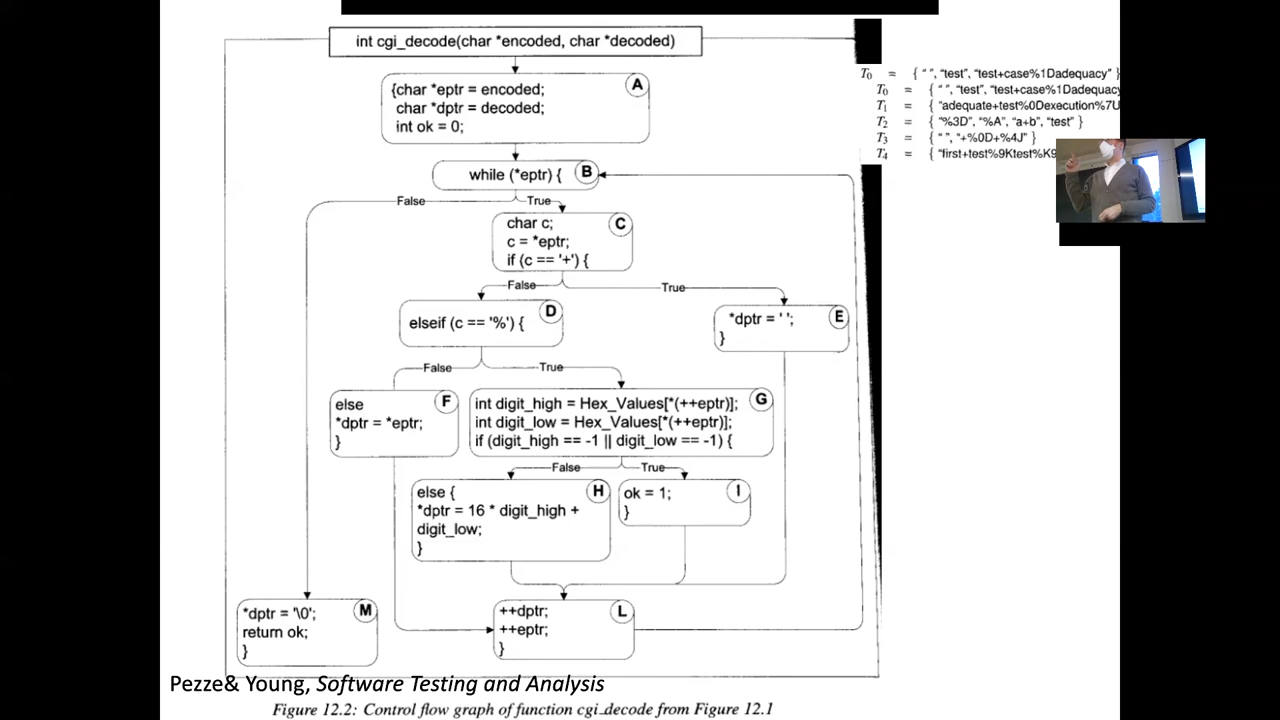 int cgi_decode(char *encoded, char *decoded)
{char *eptr = encoded;
char *dptr = decoded;
int ok = 0;
A
while (*eptr) {
B
False
True
char c;
c = *eptr;
if (c == '+') {
C
False
True
elseif (c == '%') {
D
*dptr = ' ';
}
E
False
True
else
*dptr = *eptr;
}
F
int digit_high = Hex_Values[*(++eptr)];
int digit_low = Hex_Values[*(++eptr)];
if (digit_high == -1 || digit_low == -1) {
G
False
True
else {
*dptr = 16 * digit_high +
digit_low;
}
H
ok = 1;
}
I
*dptr = '\0';
return ok;
}
M
++dptr;
++eptr;
}
L
Pezze& Young, Software Testing and Analysis
Figure 12.2: Control flow graph of function cgi_decode from Figure 12.1
T0 = { " ", "test", "test+case%1Dadequacy" }
T0 = { " ", "test", "test+case%1Dadequacy
T1 = { "adequate+test%0Dexecution%7U
T2 = { "%3D", "%A", "a+b", "test" }
T3 = { " ", "+%0D+%4J" }
T4 = { "first+test%9Ktest%K9